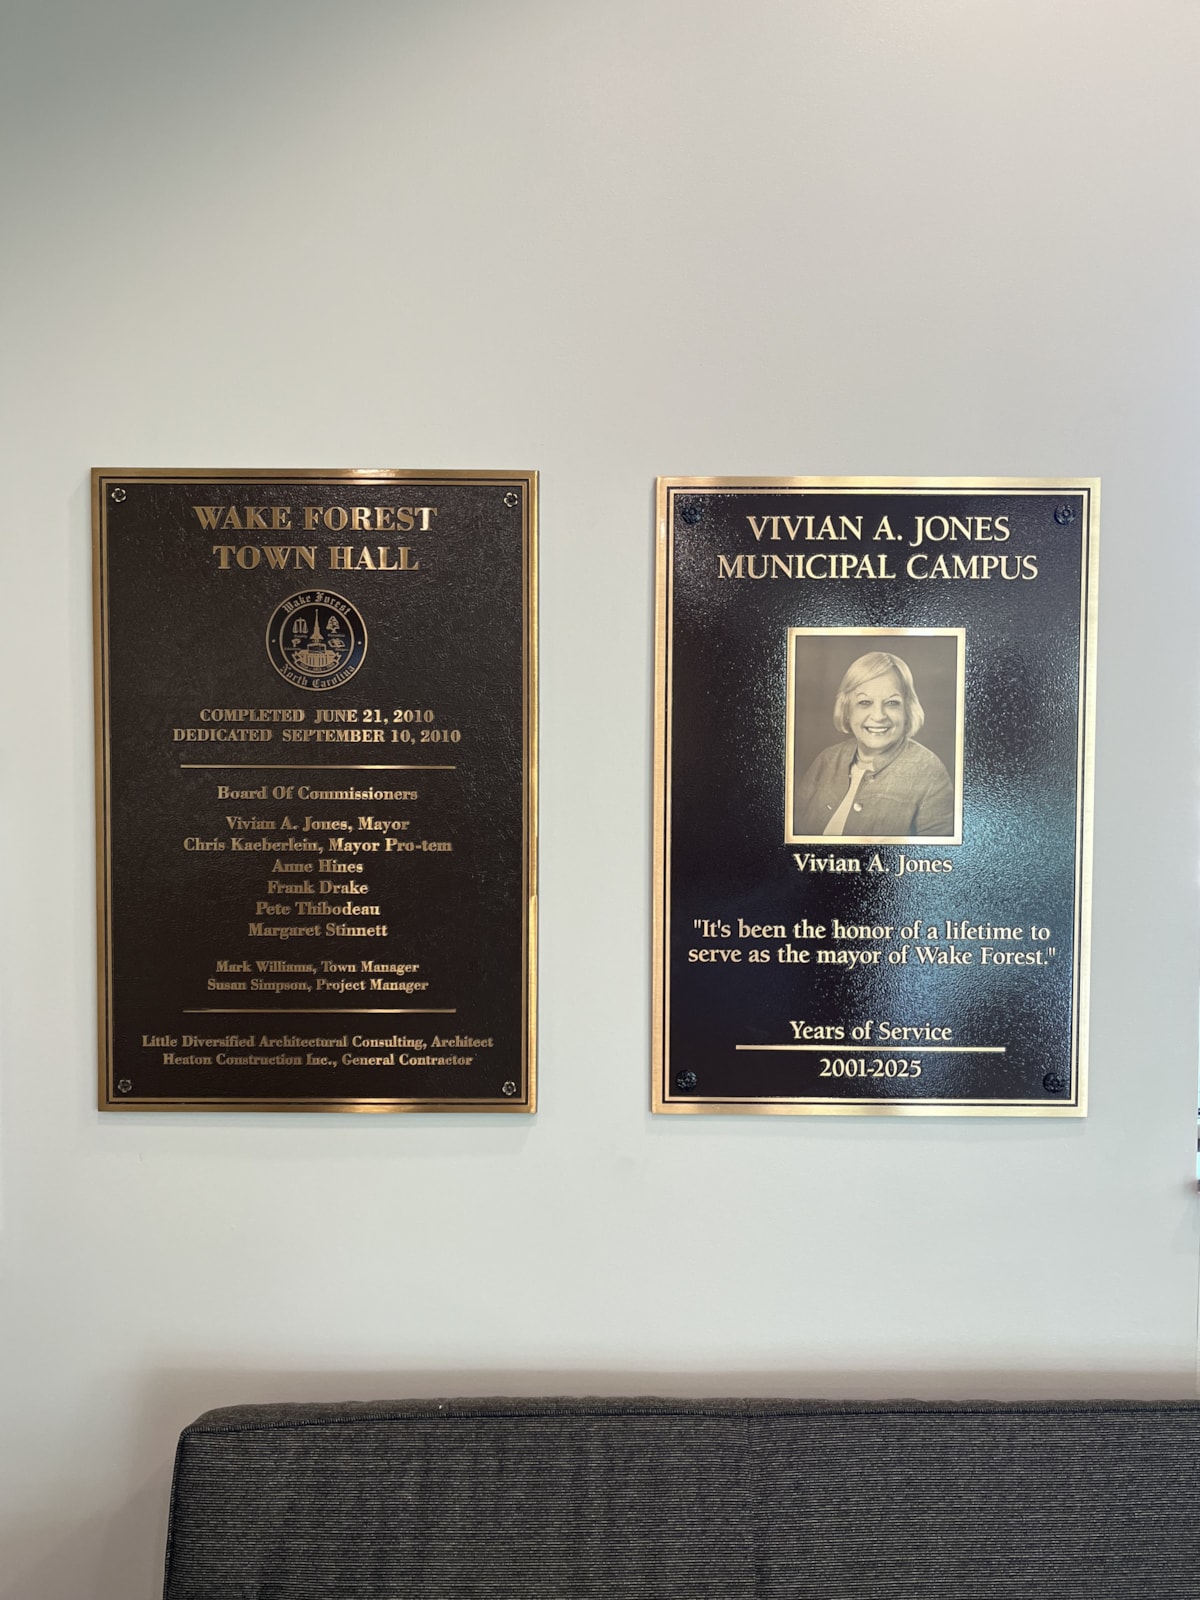 WAKE FOREST
TOWN HALL
Wake Forest
North Carolina
COMPLETED JUNE 21, 2010
DEDICATED SEPTEMBER 10, 2010
Board Of Commissioners
Vivian A. Jones, Mayor
Chris Kaeberlein, Mayor Pro-tem
Anne Hines
Frank Drake
Pete Thibodeau
Margaret Stinnett
Mark Williams, Town Manager
Susan Simpson, Project Manager
Little Diversified Architectural Consulting, Architect
Heaton Construction Inc., General Contractor
VIVIAN A. JONES
MUNICIPAL CAMPUS
Vivian A. Jones
"It's been the honor of a lifetime to
serve as the mayor of Wake Forest."
Years of Service
2001-2025